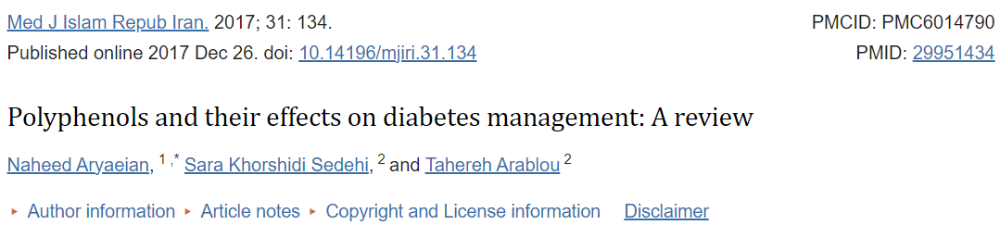 Med J Islam Repub Iran. 2017; 31: 134. PMCID: PMC6014790
Published online 2017 Dec 26. doi: 10.14196/mjiri.31.134 PMID: 29951434
Polyphenols and their effects on diabetes management: A review
Naheed Aryaeian, 1 ,* Sara Khorshidi Sedehi, 2 and Tahereh Arablou 2
▸ Author information ▸ Article notes ▸ Copyright and License information Disclaimer